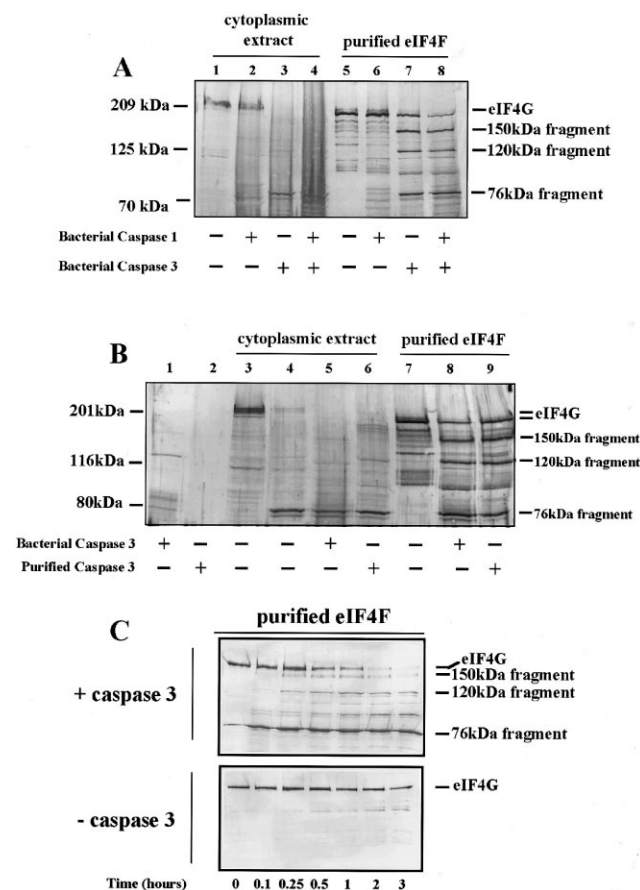 cytoplasmic
extract
purified eIF4F
A
1 2 3 4 5 6 7 8
209 kDa
125 kDa
70 kDa
eIF4G
150kDa fragment
120kDa fragment
76kDa fragment
Bacterial Caspase 1 − + − + − + − +
Bacterial Caspase 3 − − + + − − + +
B
cytoplasmic extract
purified eIF4F
1 2 3 4 5 6 7 8 9
201kDa
116kDa
80kDa
eIF4G
150kDa fragment
120kDa fragment
76kDa fragment
Bacterial Caspase 3 + − − − + − − + −
Purified Caspase 3 − + − − − + − − +
C
purified eIF4F
+ caspase 3
eIF4G
150kDa fragment
120kDa fragment
76kDa fragment
- caspase 3
eIF4G
Time (hours) 0 0.1 0.25 0.5 1 2 3